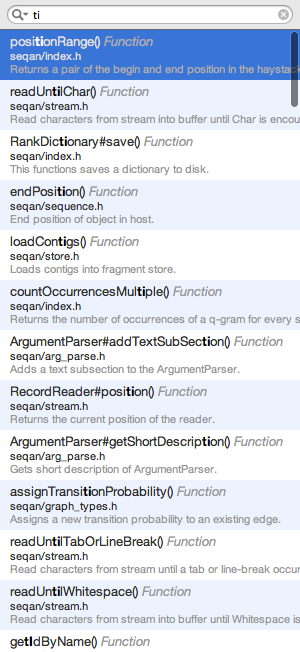 ti
positionRange() Function
seqan/index.h
Returns a pair of the begin and end position in the haystack
readUntilChar() Function
seqan/stream.h
Read characters from stream into buffer until Char is encou
RankDictionary#save() Function
seqan/index.h
This functions saves a dictionary to disk.
endPosition() Function
seqan/sequence.h
End position of object in host.
loadContigs() Function
seqan/store.h
Loads contigs into fragment store.
countOccurrencesMultiple() Function
seqan/index.h
Returns the number of occurrences of a q-gram for every s
ArgumentParser#addTextSubSection() Function
seqan/arg_parse.h
Adds a text subsection to the ArgumentParser.
RecordReader#position() Function
seqan/stream.h
Returns the current position of the reader.
ArgumentParser#getShortDescription() Function
seqan/arg_parse.h
Gets short description of ArgumentParser.
assignTransitionProbability() Function
seqan/graph_types.h
Assigns a new transition probability to an existing edge.
readUntilTabOrLineBreak() Function
seqan/stream.h
Read characters from stream until a tab or line-break occur
readUntilWhitespace() Function
seqan/stream.h
Read characters from stream into buffer until Whitespace is
getIdByName() Function